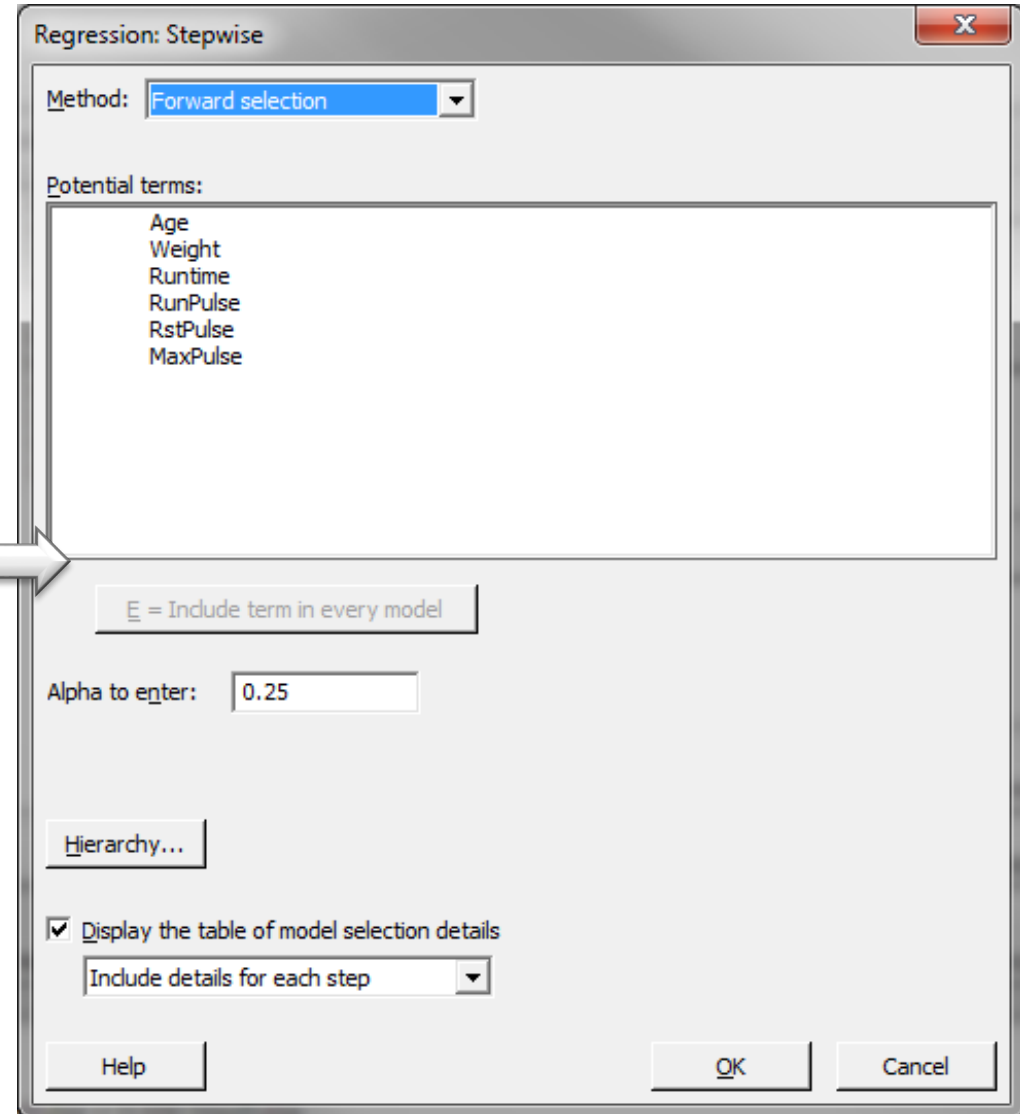 Regression: Stepwise
Method: Forward selection
Potential terms:
Age
Weight
Runtime
RunPulse
RstPulse
MaxPulse
E = Include term in every model
Alpha to enter: 0.25
Hierarchy...
Display the table of model selection details
Include details for each step
Help OK Cancel